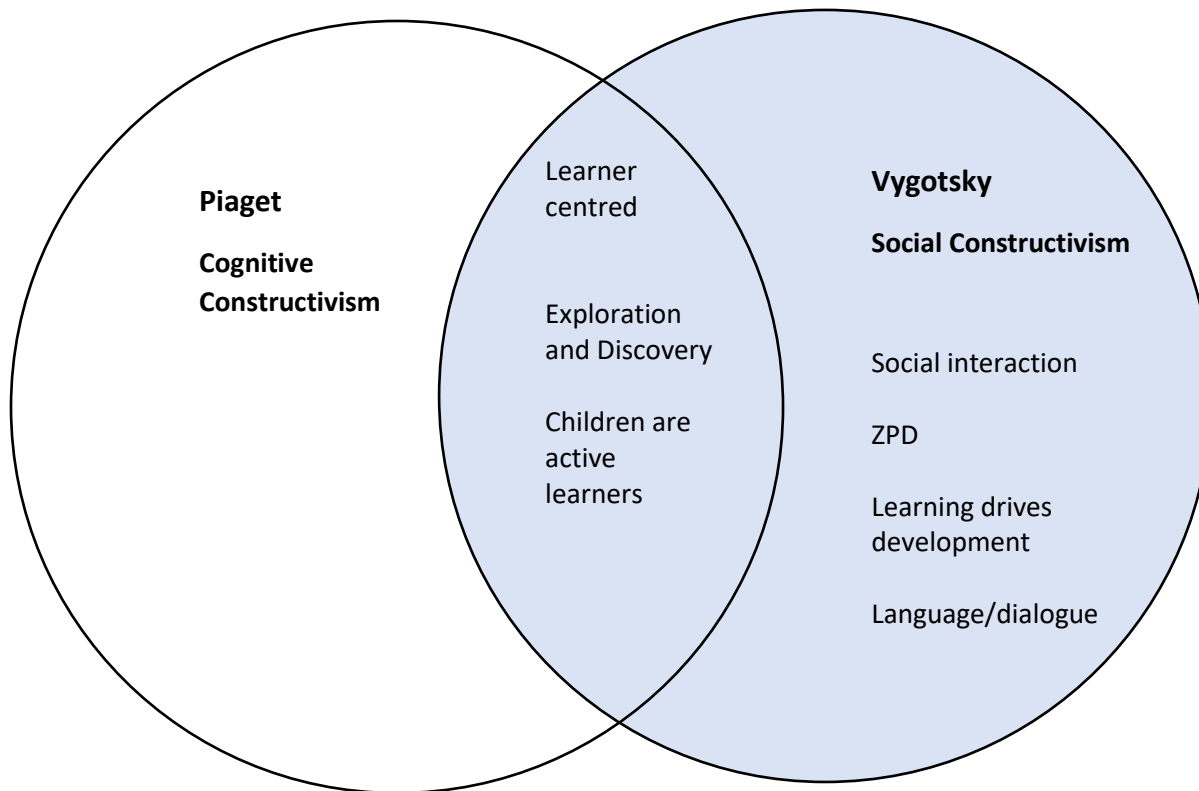 Piaget
Cognitive
Constructivism
Learner
centred
Exploration
and Discovery
Children are
active
learners
Vygotsky
Social Constructivism
Social interaction
ZPD
Learning drives
development
Language/dialogue